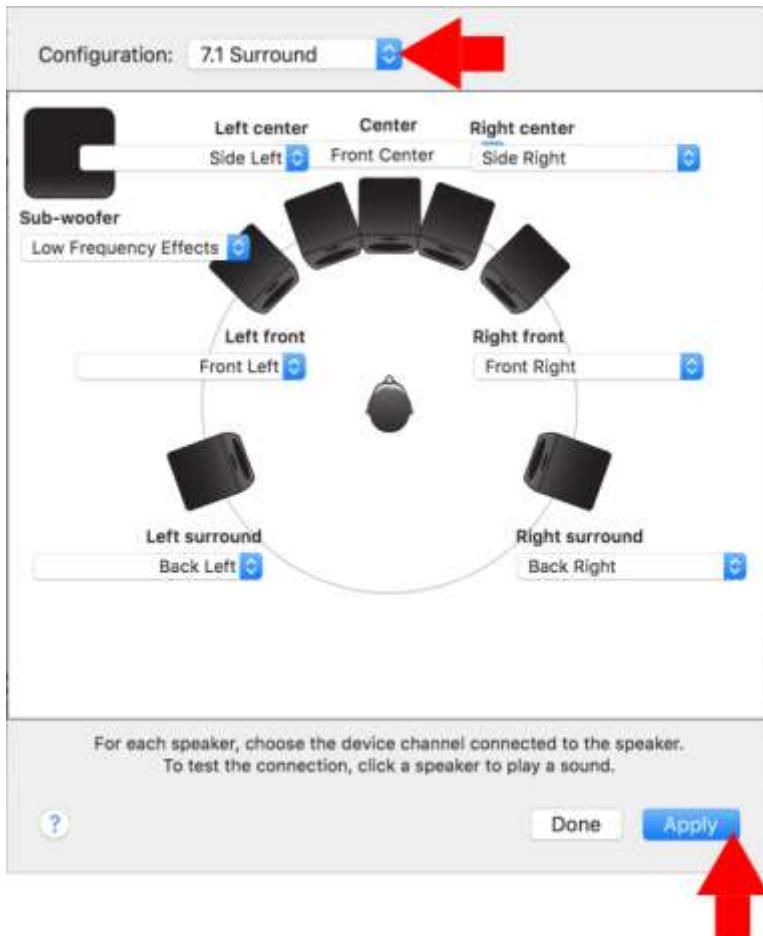 Configuration: 7.1 Surround
Left center Center Right center
Side Left Front Center Side Right
Sub-woofer
Low Frequency Effects
Left front Right front
Front Left Front Right
Left surround Right surround
Back Left Back Right
For each speaker, choose the device channel connected to the speaker.
To test the connection, click a speaker to play a sound.
? Done Apply